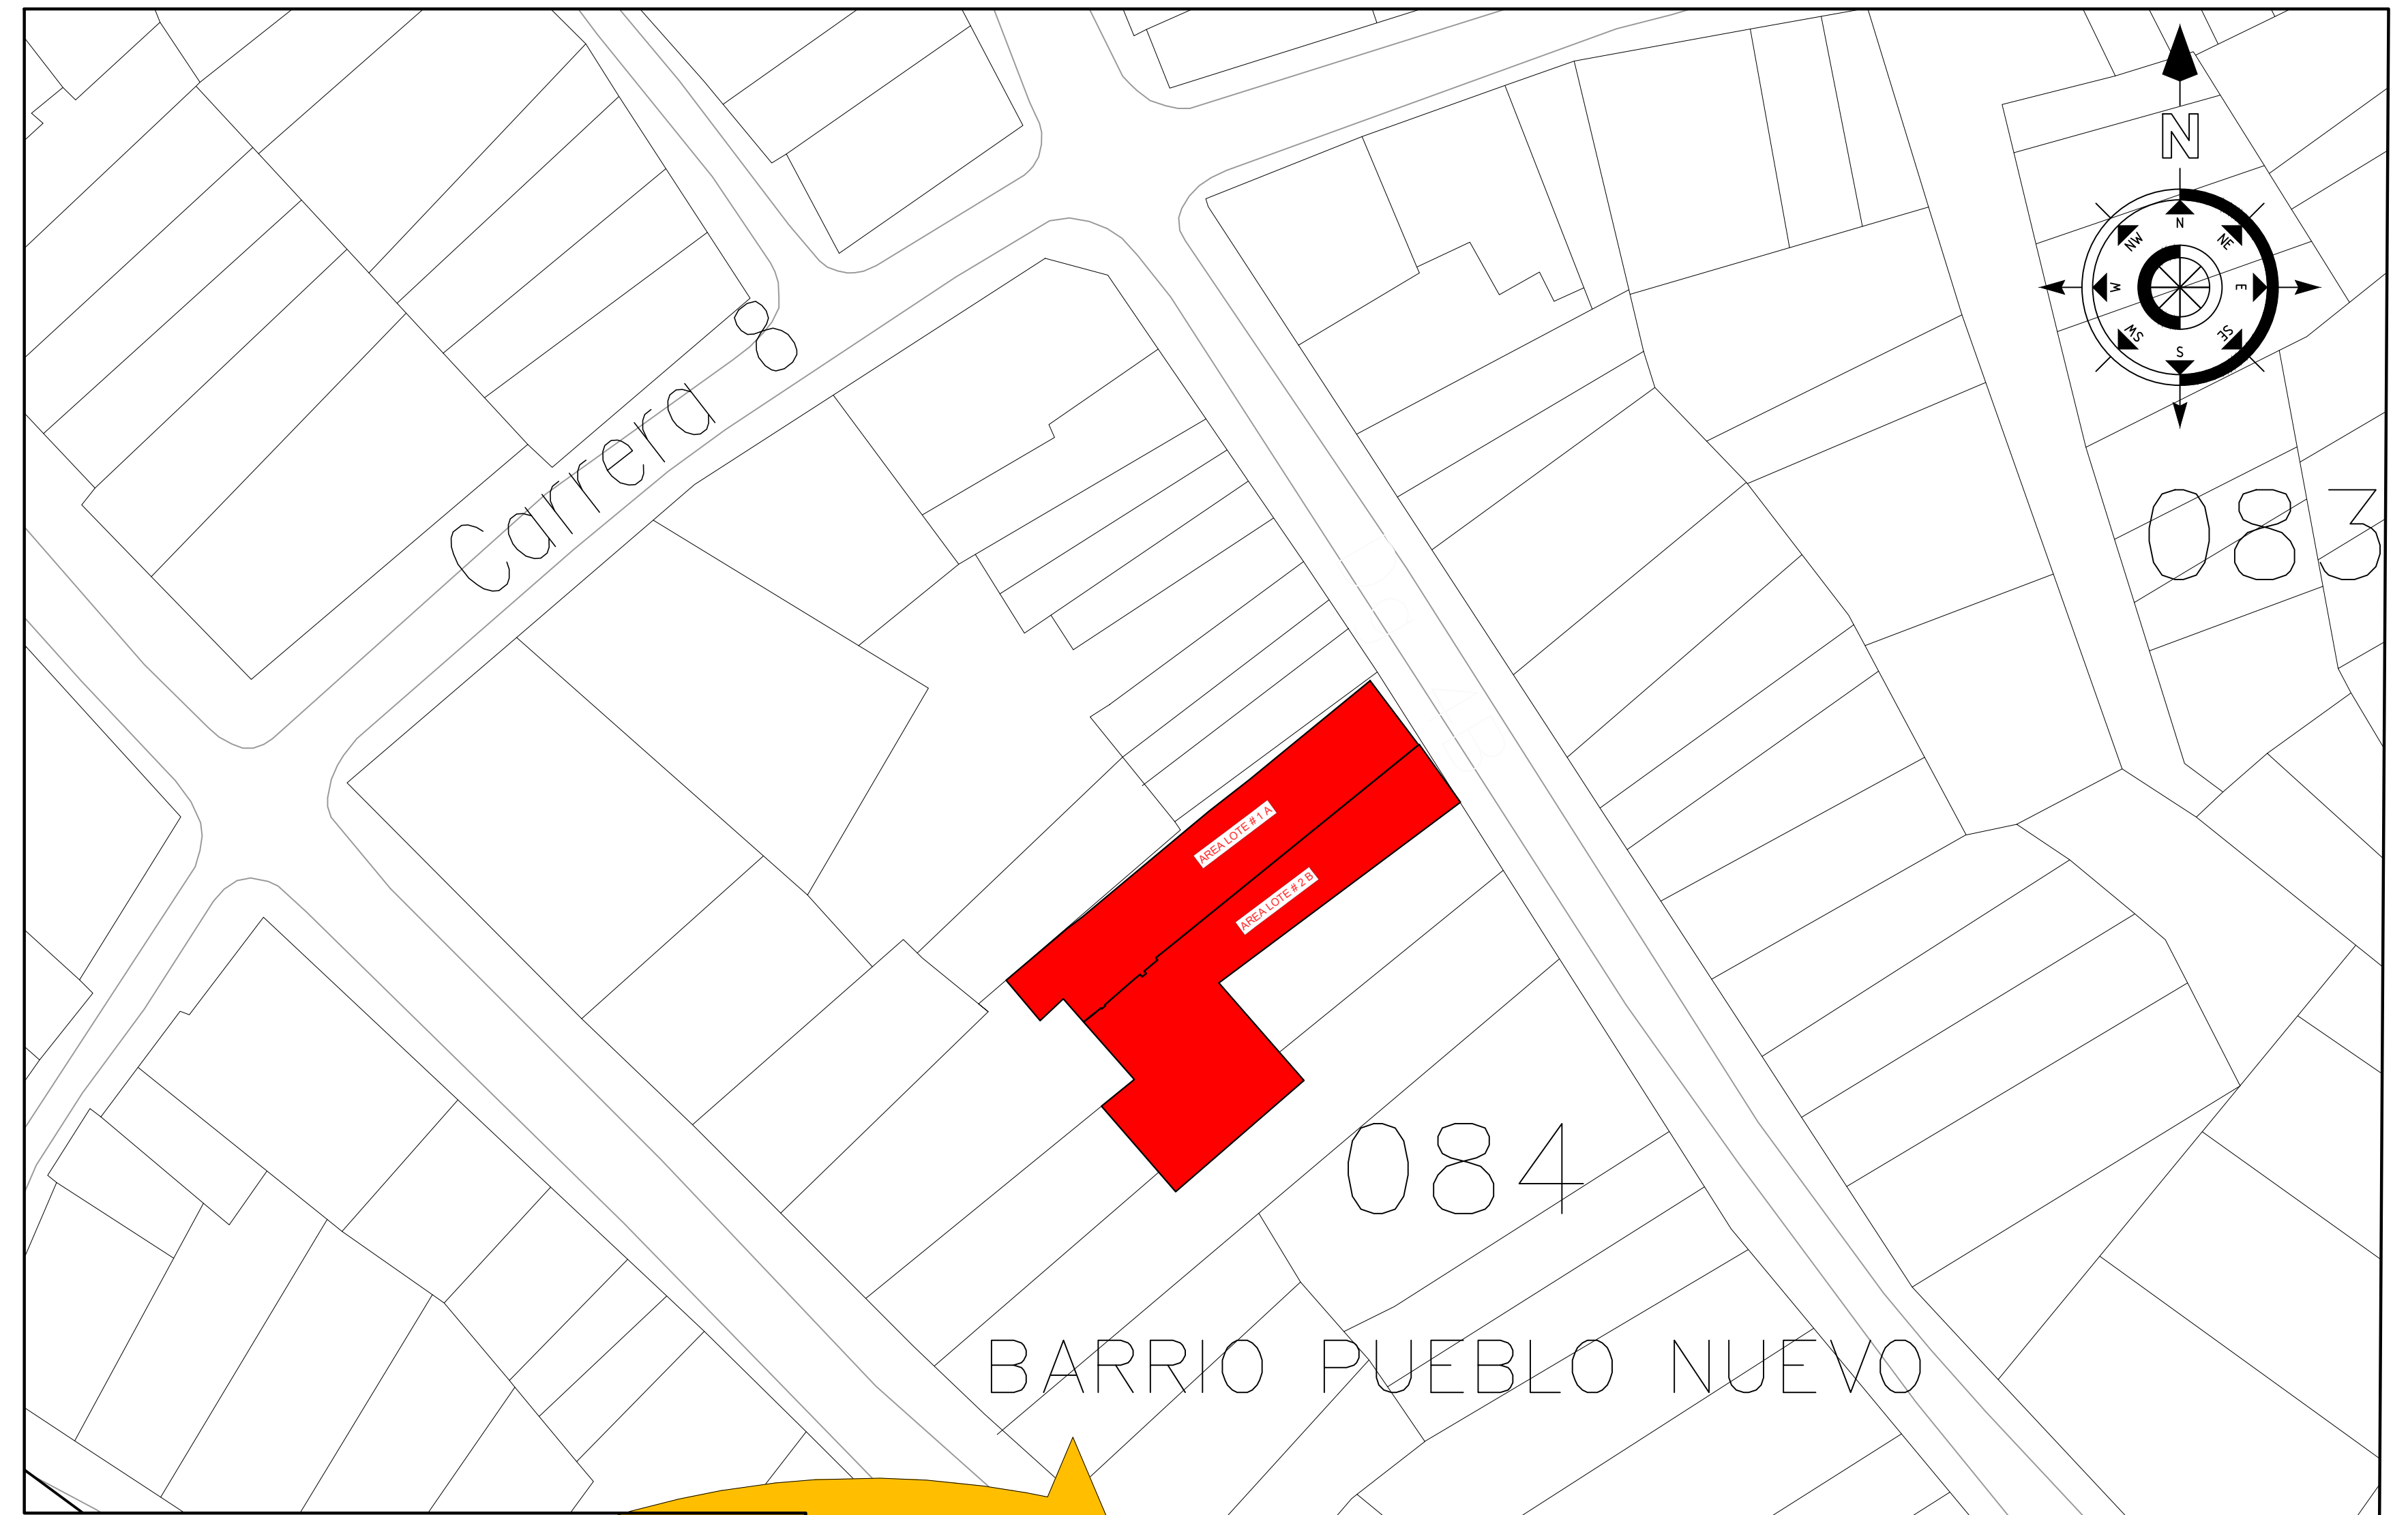 N
N
NW
NE
W
E
SW
SE
S
Carrera 8
083
AREA LOTE # 1 A
AREA LOTE # 2 B
084
BARRIO PUEBLO NUEVO